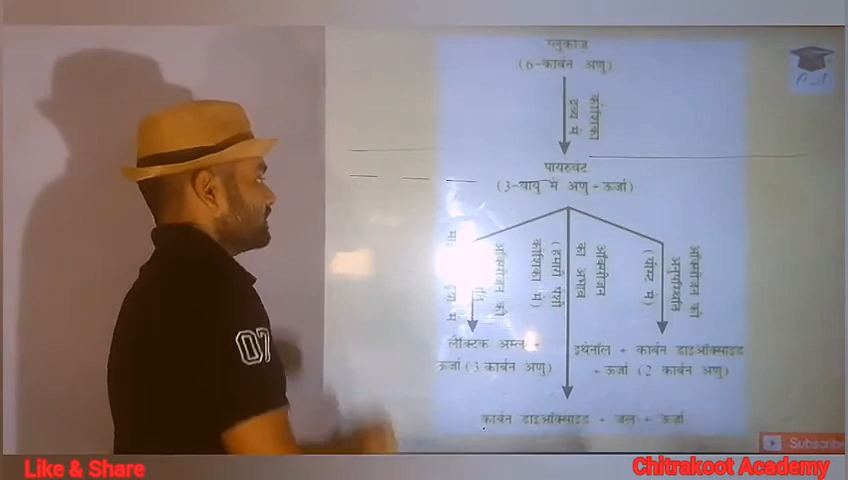 ग्लुकोज़
(6-कार्बन अणु)
कोशिका
द्रव्य में
पायरुवेट
(3-वायु में अणु + ऊर्जा)
ऑक्सीजन की
कोशिका में)
(हमारी पेशी
का अभाव
ऑक्सीजन
(यीस्ट में)
अनुपस्थिति
ऑक्सीजन की
लैक्टिक अम्ल +
ऊर्जा (3 कार्बन अणु)
इथेनॉल + कार्बन डाइऑक्साइड
+ ऊर्जा (2 कार्बन अणु)
कार्बन डाइऑक्साइड + जल + ऊर्जा
07
Subscribe
Like & Share
Chitrakoot Academy